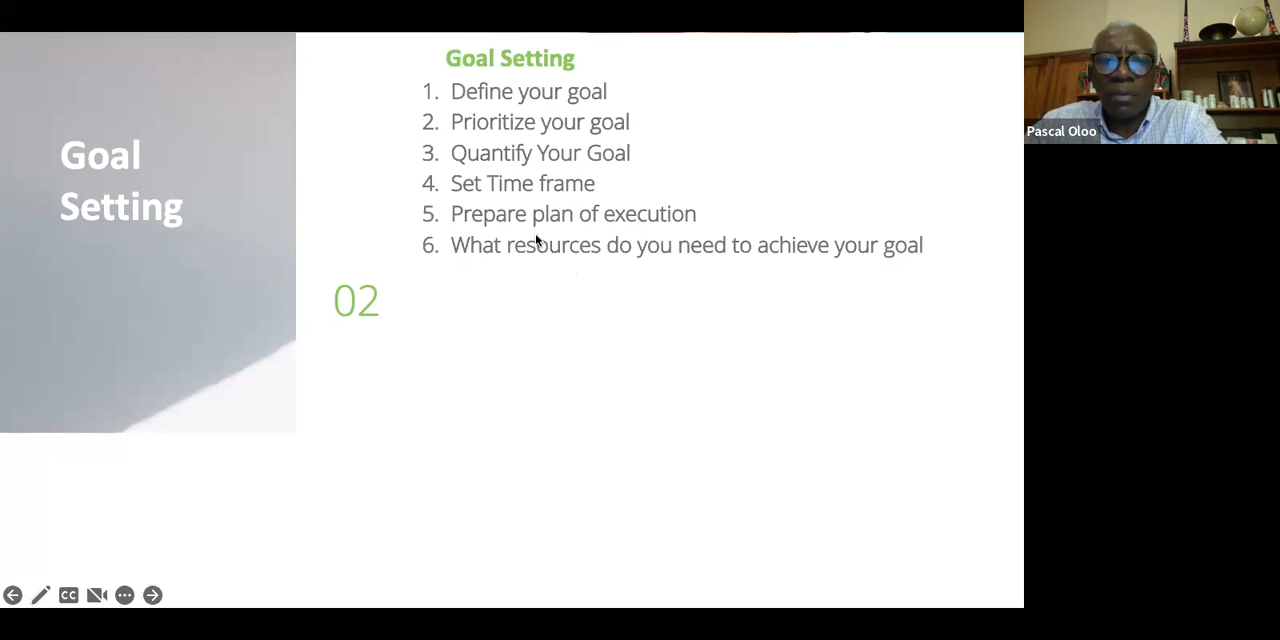 Goal
Setting
Goal Setting
1. Define your goal
2. Prioritize your goal
3. Quantify Your Goal
4. Set Time frame
5. Prepare plan of execution
6. What resources do you need to achieve your goal
02
CC
Pascal Oloo